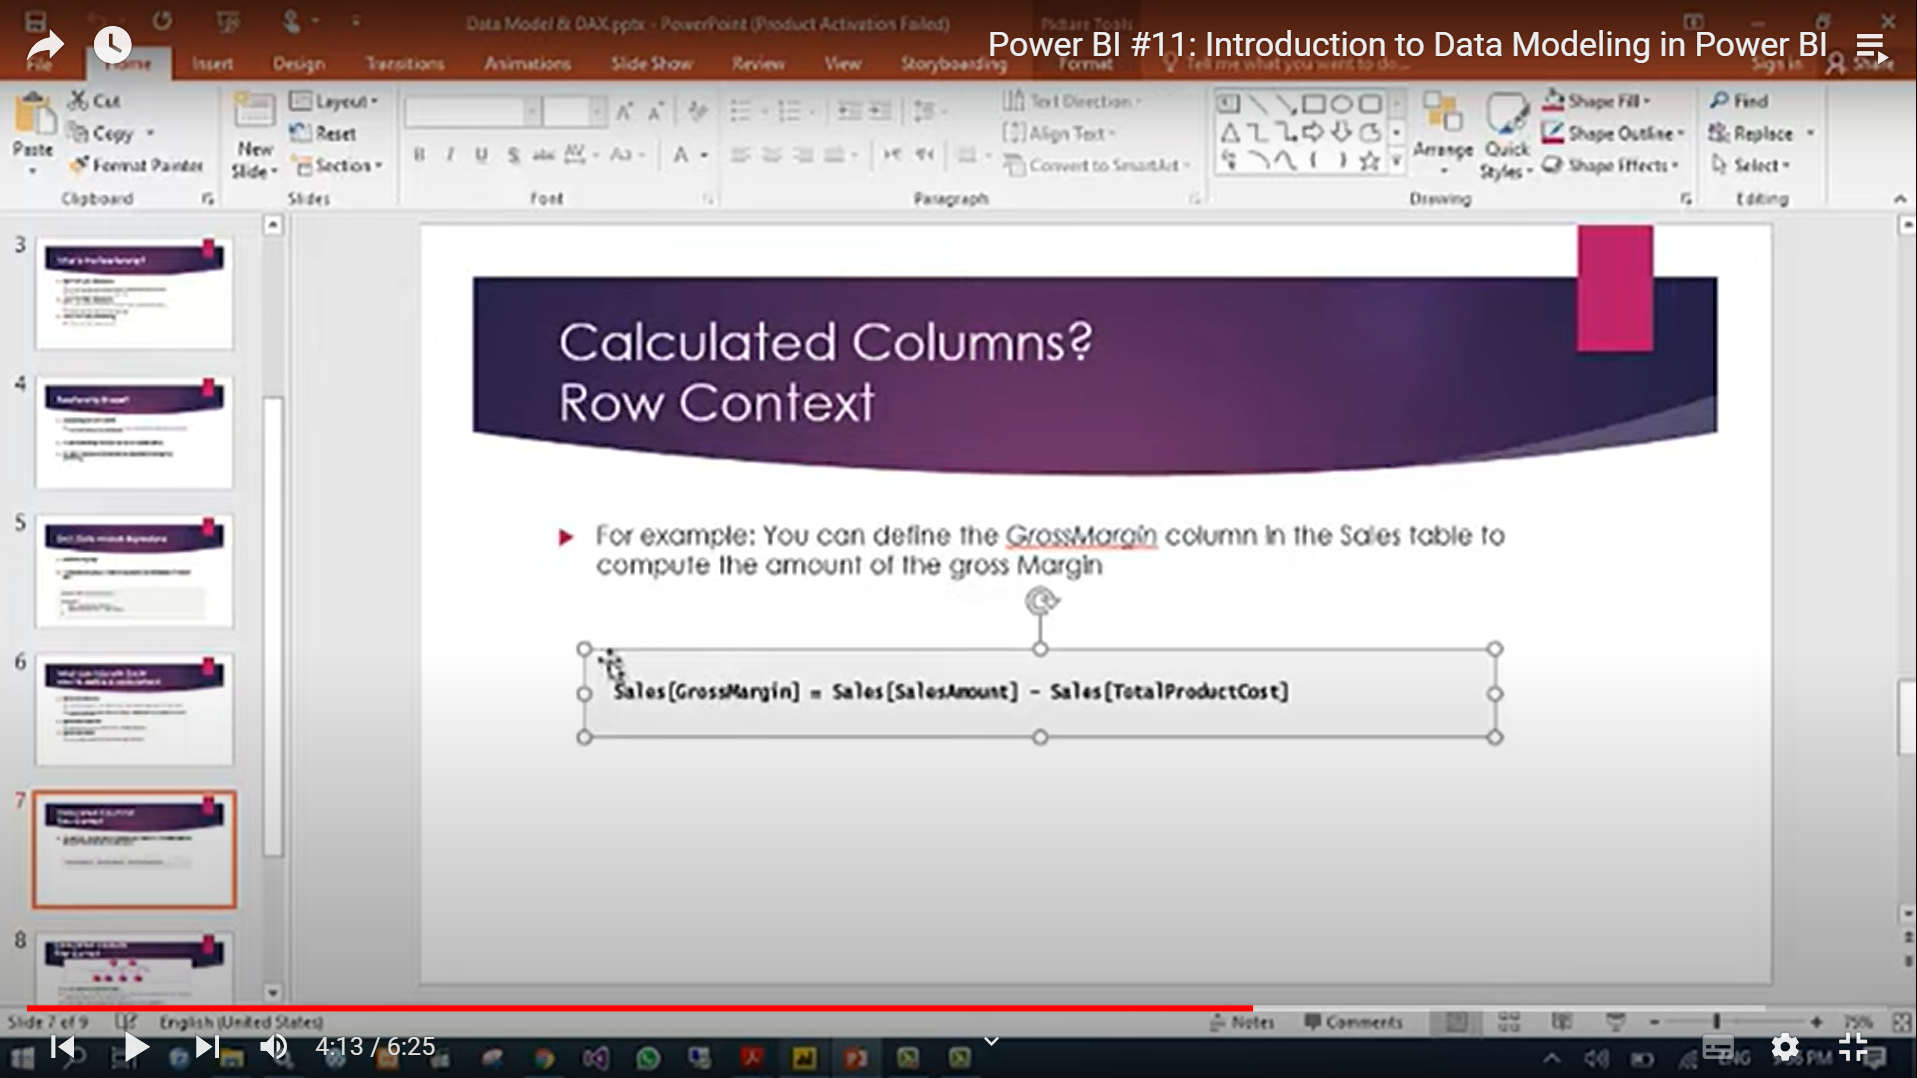 Data Model & DAX.pptx - PowerPoint (Product Activation Failed)
Picture Tools
Power BI #11: Introduction to Data Modeling in Power BI
File Home Insert Design Transitions Animations Slide Show Review View Storyboarding Format Tell me what you want to do... Sign in Share
Paste
Cut
Copy
Format Painter
Clipboard
New
Slide
Layout
Reset
Section
Slides
B I U S abc AV Aa A
Font
Text Direction
Align Text
Convert to SmartArt
Paragraph
Arrange
Quick
Styles
Shape Fill
Shape Outline
Shape Effects
Drawing
Find
Replace
Select
Editing
3
4
5
6
7
8
Calculated Columns?
Row Context
For example: You can define the GrossMargin column in the Sales table to
compute the amount of the gross Margin
Sales[GrossMargin] = Sales[SalesAmount] - Sales[TotalProductCost]
Slide 7 of 9 English (United States) Notes Comments 75%
4:13 / 6:25
ENG